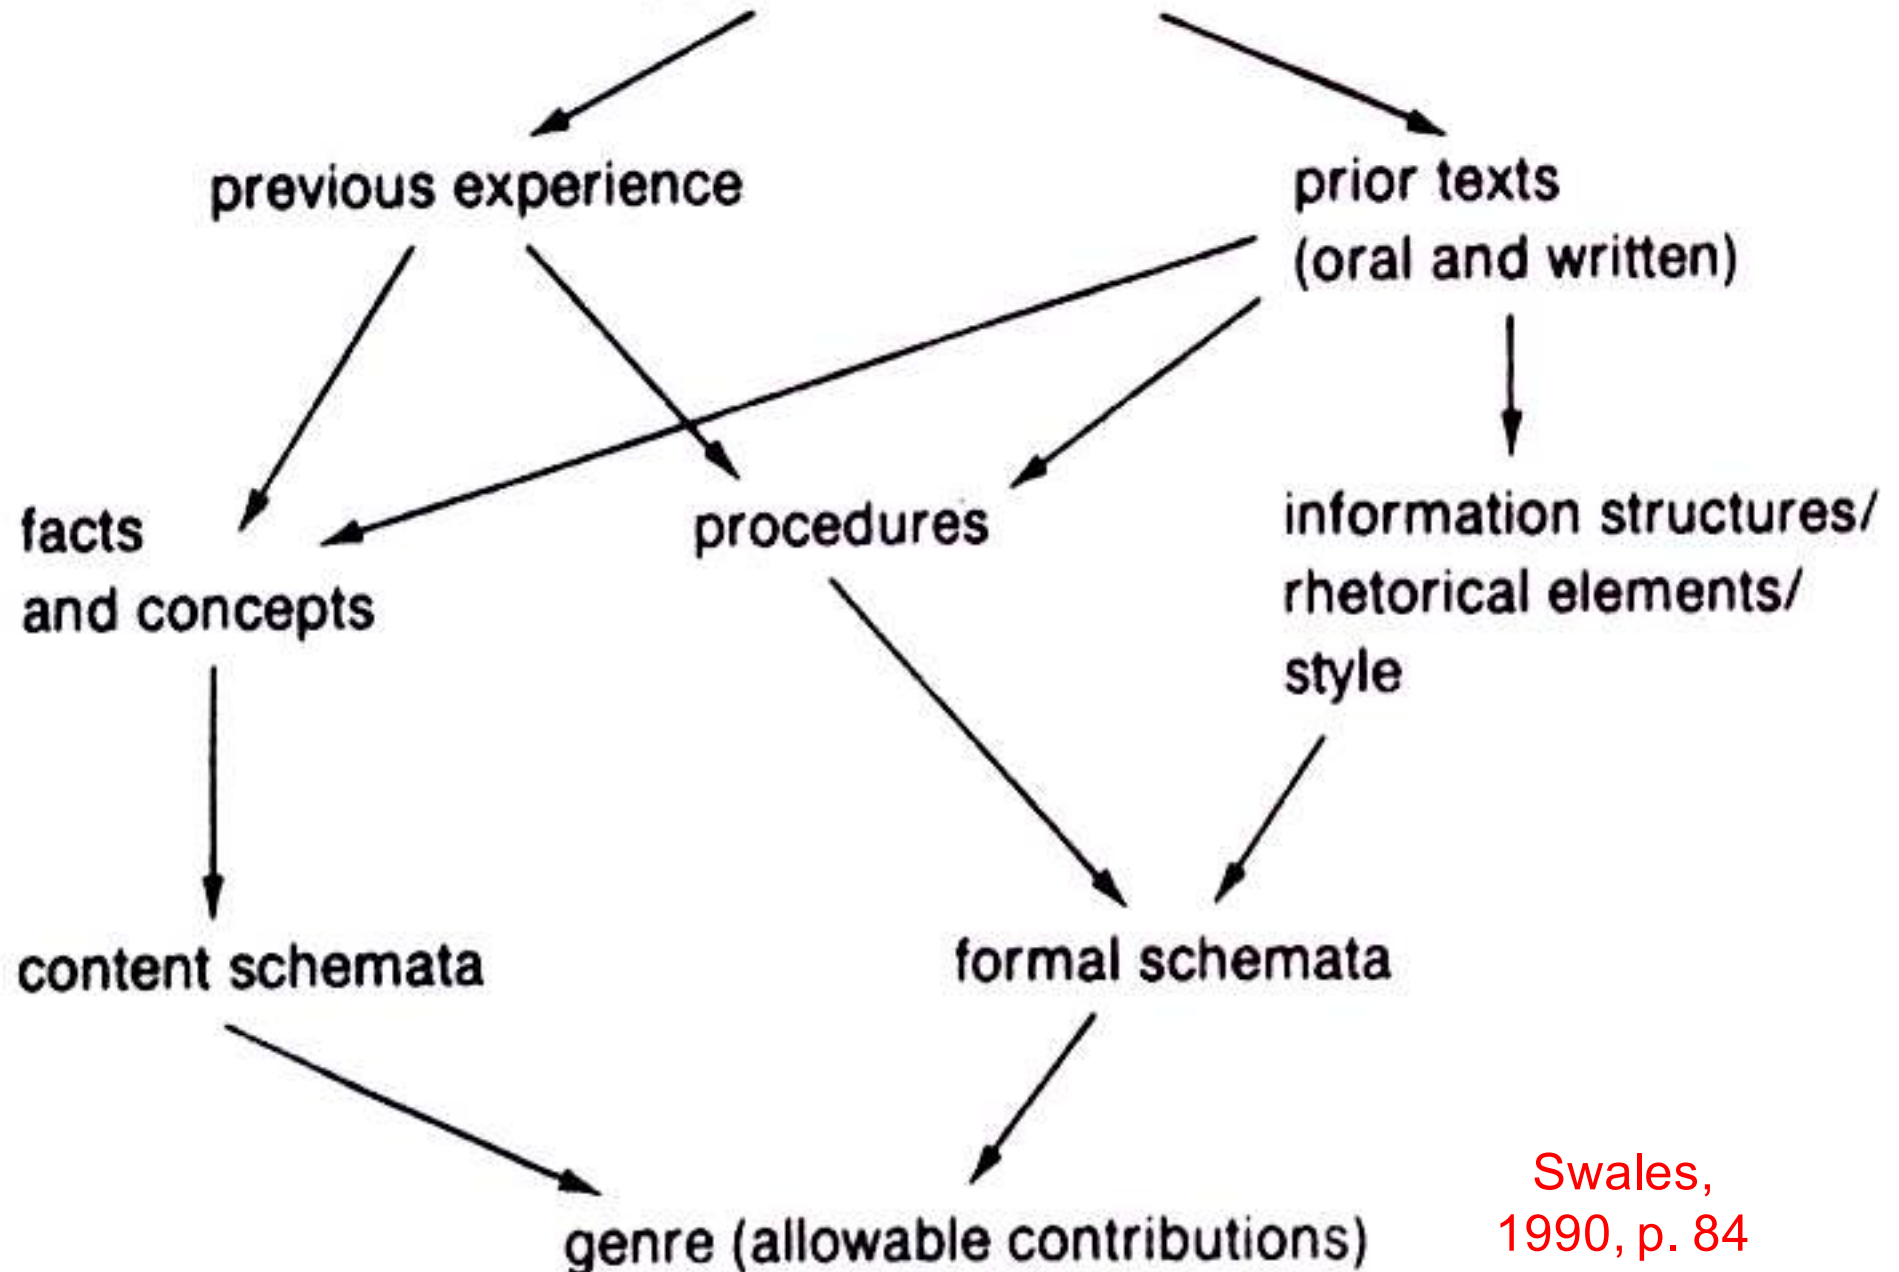 previous experience
prior texts
(oral and written)
facts
and concepts
procedures
information structures/
rhetorical elements/
style
content schemata
formal schemata
genre (allowable contributions)
Swales,
1990, p. 84